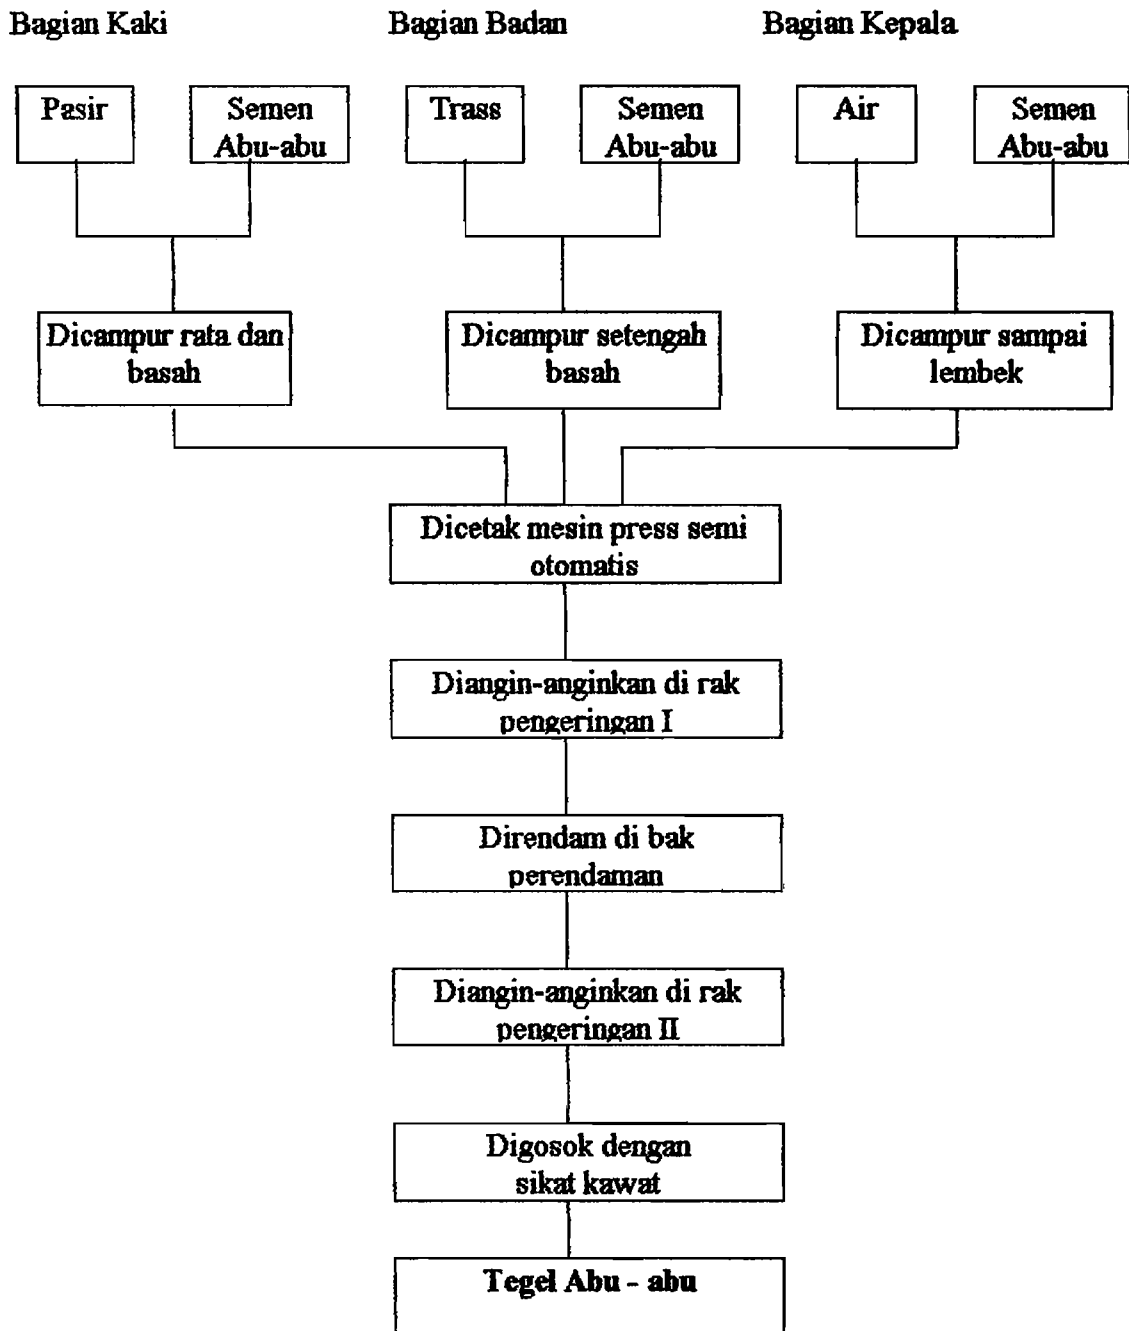 Bagian Kaki
Bagian Badan
Bagian Kepala
Pasir
Semen
Abu-abu
Trass
Semen
Abu-abu
Air
Semen
Abu-abu
Dicampur rata dan
basah
Dicampur setengah
basah
Dicampur sampai
lembek
Dicetak mesin press semi
otomatis
Diangin-anginkan di rak
pengeringan I
Direndam di bak
perendaman
Diangin-anginkan di rak
pengeringan II
Digosok dengan
sikat kawat
Tegel Abu - abu